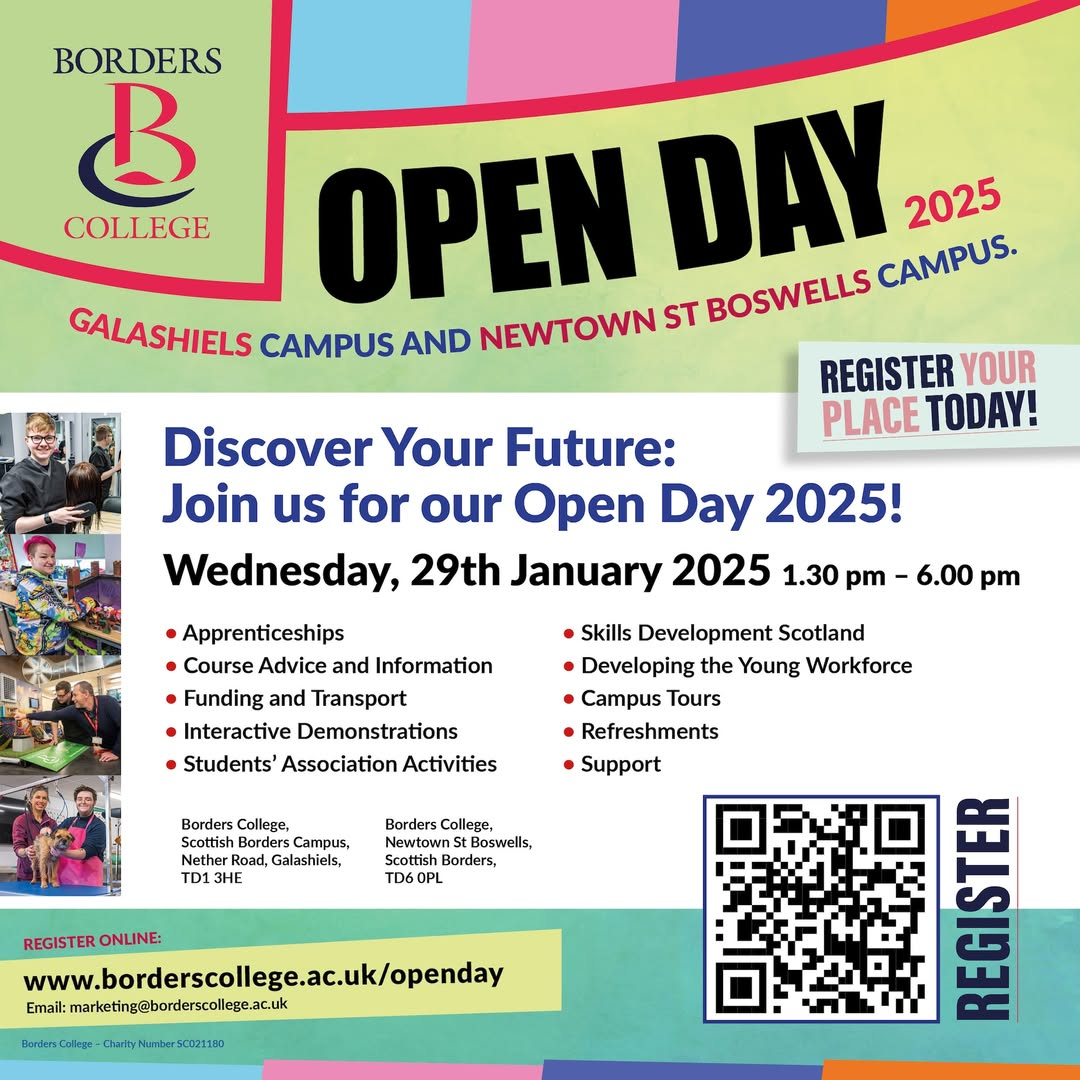 BORDERS
COLLEGE
OPEN DAY 2025
GALASHIELS CAMPUS AND NEWTOWN ST BOSWELLS CAMPUS.
REGISTER YOUR
PLACE TODAY!
Discover Your Future:
Join us for our Open Day 2025!
Wednesday, 29th January 2025 1.30 pm – 6.00 pm
• Apprenticeships
• Course Advice and Information
• Funding and Transport
• Interactive Demonstrations
• Students’ Association Activities
• Skills Development Scotland
• Developing the Young Workforce
• Campus Tours
• Refreshments
• Support
Borders College,
Scottish Borders Campus,
Nether Road, Galashiels,
TD1 3HE
Borders College,
Newtown St Boswells,
Scottish Borders,
TD6 0PL
REGISTER
REGISTER ONLINE:
www.borderscollege.ac.uk/openday
Email: marketing@borderscollege.ac.uk
Borders College – Charity Number SC021180